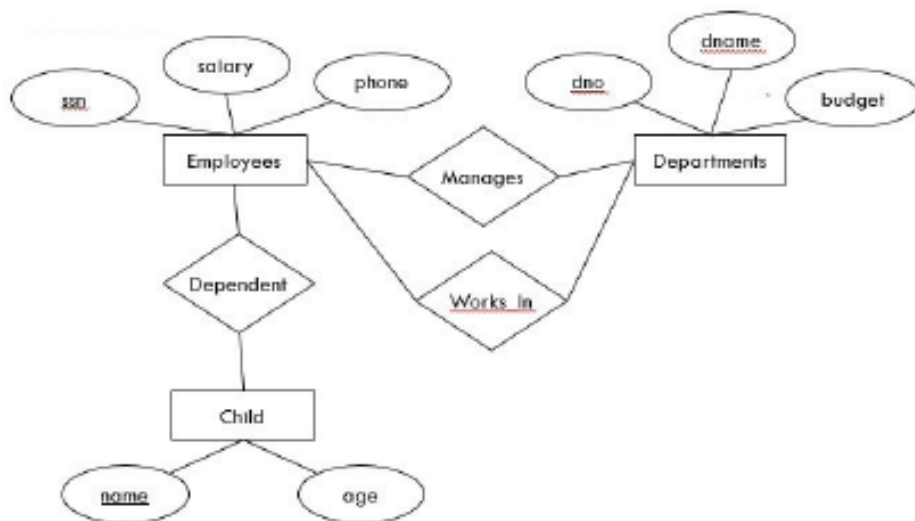 dname
salary
phone
dno
ssn
budget
Employees
Manages
Departments
Dependent
Works_In
Child
name
age